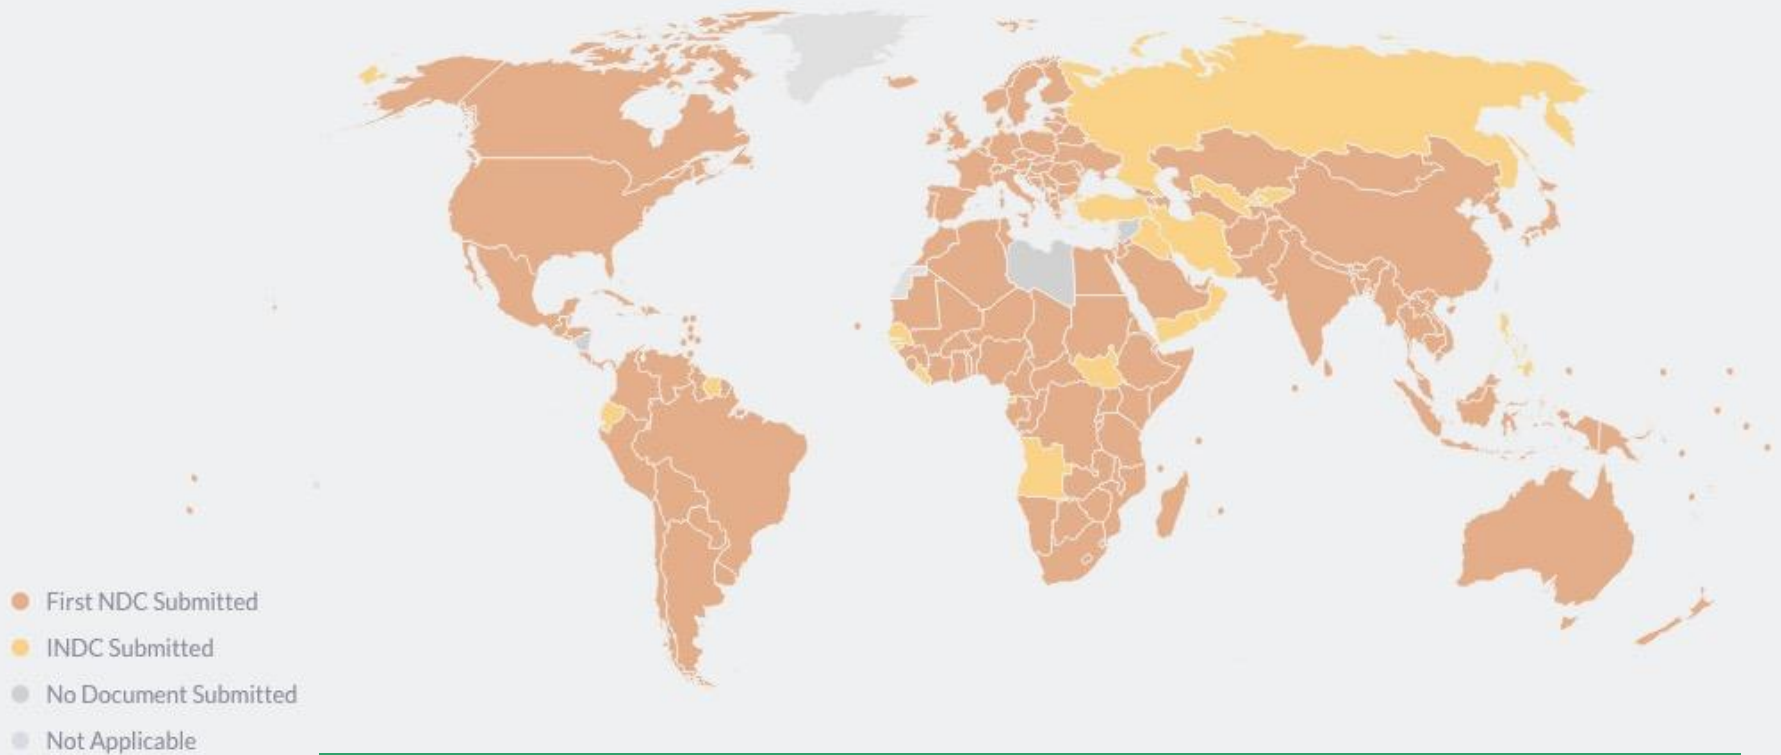 First NDC Submitted
INDC Submitted
No Document Submitted
Not Applicable